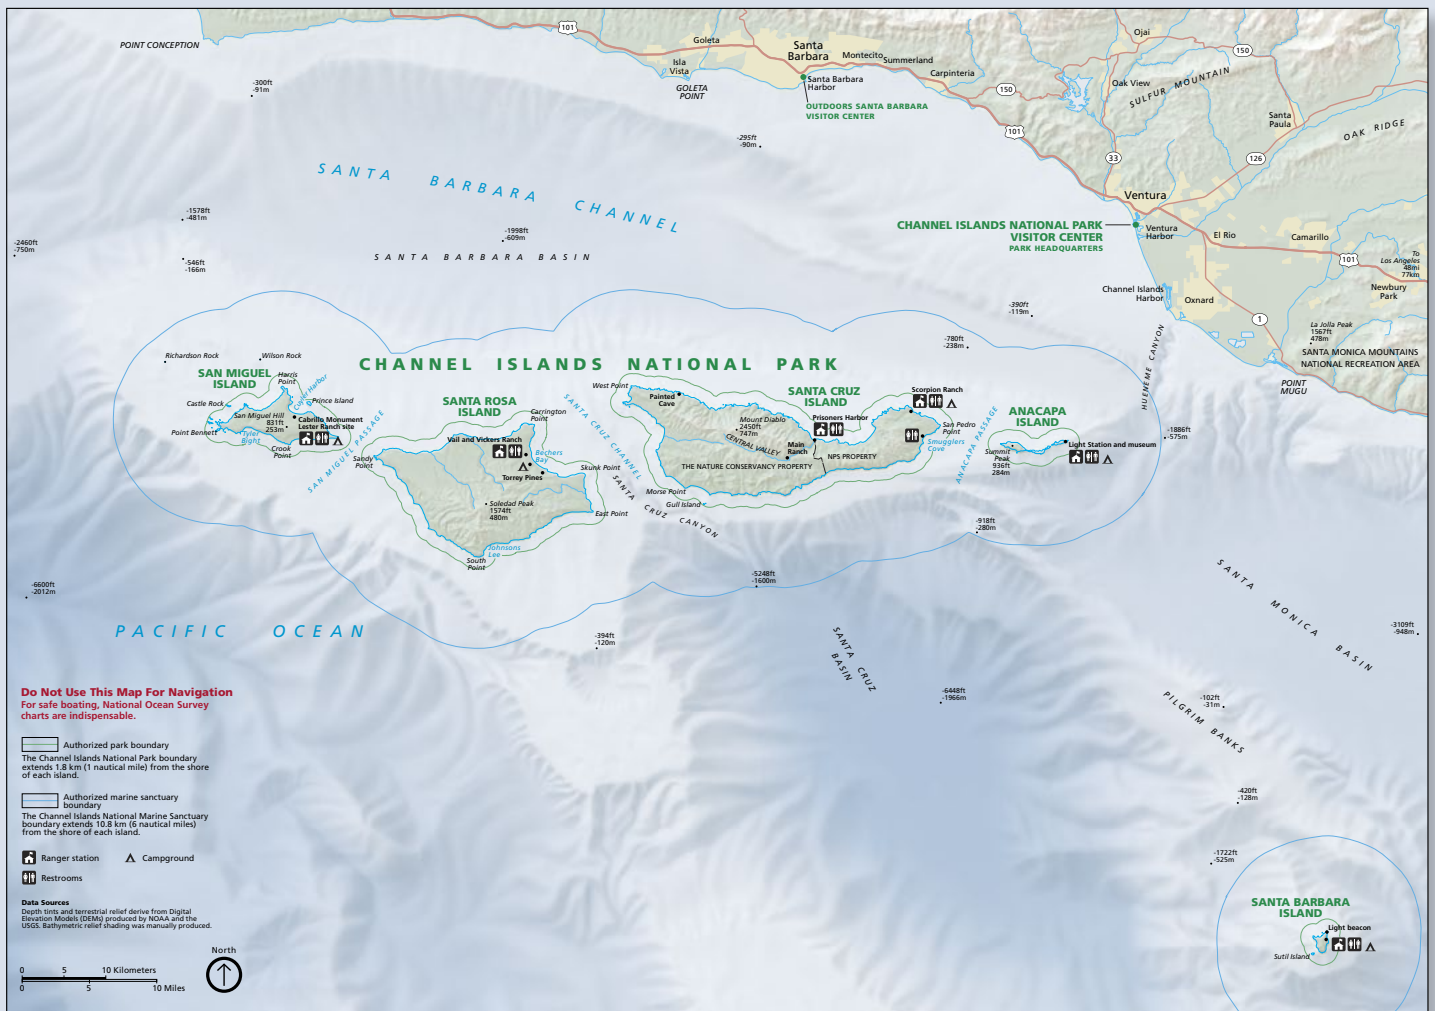 POINT CONCEPTION
-300ft
-91m
101
Goleta
Isla
Vista
GOLETA
POINT
Santa
Barbara
Montecito
Summerland
Santa Barbara
Harbor
OUTDOORS SANTA BARBARA
VISITOR CENTER
Carpinteria
150
101
Ojai
150
Oak View
SULFUR MOUNTAIN
Santa
Paula
OAK RIDGE
126
33
-295ft
-90m
SANTA BARBARA CHANNEL
-1578ft
-481m
-2460ft
-750m
-546ft
-166m
-1998ft
-609m
SANTA BARBARA BASIN
Ventura
CHANNEL ISLANDS NATIONAL PARK
VISITOR CENTER
PARK HEADQUARTERS
Ventura
Harbor
El Rio
Camarillo
101
To
Los Angeles
48mi
77km
Newbury
Park
Channel Islands
Harbor
Oxnard
1
La Jolla Peak
1567ft
478m
SANTA MONICA MOUNTAINS
NATIONAL RECREATION AREA
POINT
MUGU
HUENEME CANYON
-390ft
-119m
-780ft
-238m
CHANNEL ISLANDS NATIONAL PARK
Richardson Rock
Wilson Rock
SAN MIGUEL
ISLAND
Harris
Point
Cuyler Harbor
Prince Island
Castle Rock
San Miguel Hill
831ft
253m
Cabrillo Monument
Lester Ranch site
Point Bennett
Tyler
Bight
Crook
Point
SAN MIGUEL PASSAGE
SANTA ROSA
ISLAND
Carrington
Point
Vail and Vickers Ranch
Bechers
Bay
Sandy
Point
Torrey Pines
Skunk Point
Soledad Peak
1574ft
480m
East Point
Johnsons
Lee
South
Point
SANTA CRUZ CHANNEL
SANTA CRUZ CANYON
West Point
Painted
Cave
SANTA CRUZ
ISLAND
Mount Diablo
2450ft
747m
CENTRAL VALLEY
Prisoners Harbor
Main
Ranch
NPS PROPERTY
THE NATURE CONSERVANCY PROPERTY
Morse Point
Gull Island
Scorpion Ranch
San Pedro
Point
Smugglers
Cove
ANACAPA PASSAGE
ANACAPA
ISLAND
Light Station and museum
Summit
Peak
936ft
284m
-1886ft
-575m
-918ft
-280m
-5248ft
-1600m
-6600ft
-2012m
PACIFIC OCEAN
-394ft
-120m
SANTA CRUZ
BASIN
-6448ft
-1966m
SANTA MONICA BASIN
-3109ft
-948m
-102ft
-31m
PILGRIM BANKS
-420ft
-128m
-1722ft
-525m
SANTA BARBARA
ISLAND
Light beacon
Sutil Island
Do Not Use This Map For Navigation
For safe boating, National Ocean Survey
charts are indispensable.
Authorized park boundary
The Channel Islands National Park boundary
extends 1.8 km (1 nautical mile) from the shore
of each island.
Authorized marine sanctuary
boundary
The Channel Islands National Marine Sanctuary
boundary extends 10.8 km (6 nautical miles)
from the shore of each island.
Ranger station
Campground
Restrooms
Data Sources
Depth tints and terrestrial relief derive from Digital
Elevation Models (DEMs) produced by NOAA and the
USGS. Bathymetric relief shading was manually produced.
North
0 5 10 Kilometers
0 5 10 Miles